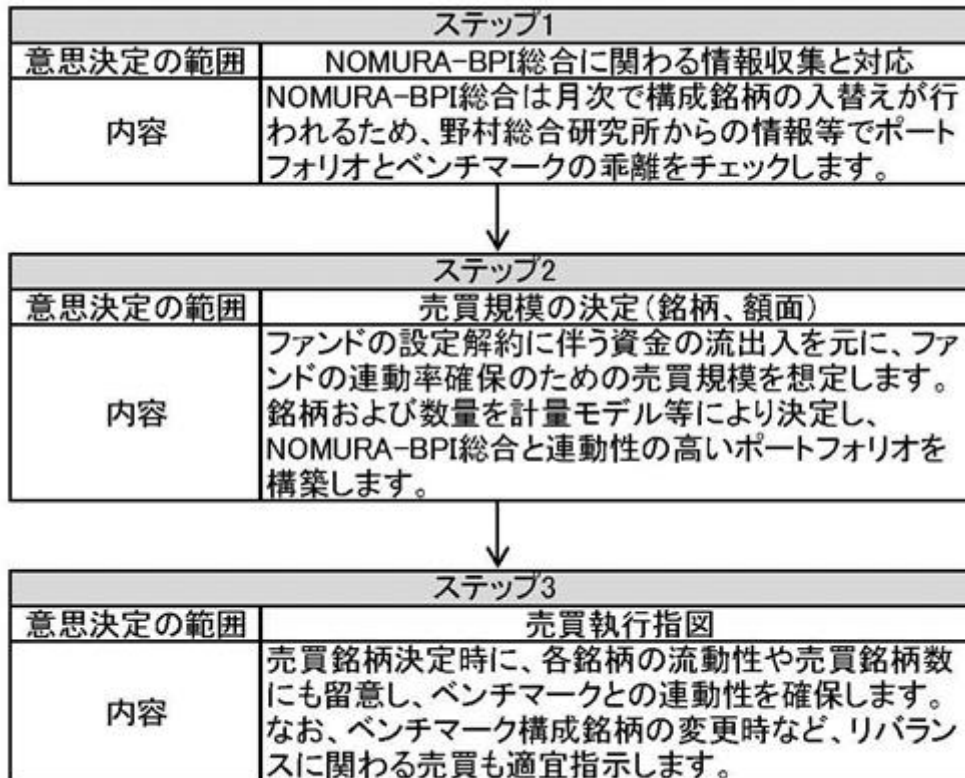 ステップ1
意思決定の範囲 NOMURA-BPI総合に関わる情報収集と対応
内容
NOMURA-BPI総合は月次で構成銘柄の入替えが行
われるため、野村総合研究所からの情報等でポート
フォリオとベンチマークの乖離をチェックします。
ステップ2
意思決定の範囲 売買規模の決定(銘柄、額面)
内容
ファンドの設定解約に伴う資金の流出入を元に、ファ
ンドの連動率確保のための売買規模を想定します。
銘柄および数量を計量モデル等により決定し、
NOMURA-BPI総合と連動性の高いポートフォリオを
構築します。
ステップ3
意思決定の範囲 売買執行指図
内容
売買銘柄決定時に、各銘柄の流動性や売買銘柄数
にも留意し、ベンチマークとの連動性を確保します。
なお、ベンチマーク構成銘柄の変更時など、リバラン
スに関わる売買も適宜指示します。